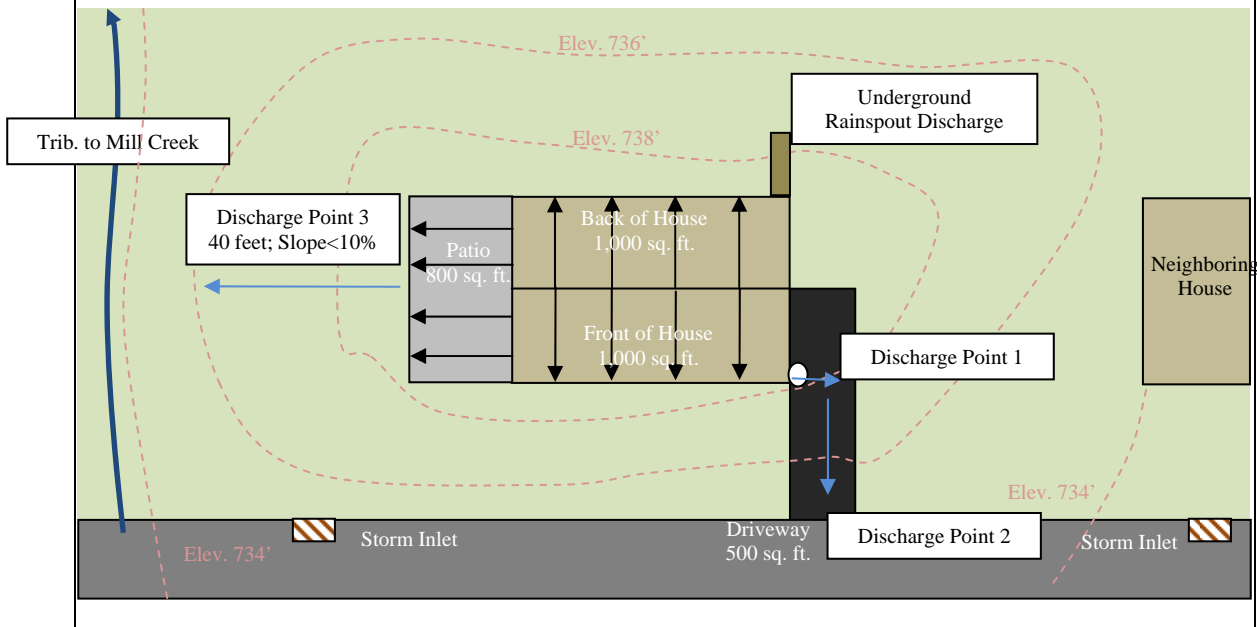 Elev. 736’
Underground
Rainspout Discharge
Trib. to Mill Creek
Elev. 738’
Discharge Point 3
40 feet; Slope<10%
Back of House
1,000 sq. ft.
Patio
800 sq. ft.
Neighboring
House
Front of House
1,000 sq. ft.
Discharge Point 1
Elev. 734’
Driveway
500 sq. ft.
Discharge Point 2
Storm Inlet
Storm Inlet
Elev. 734’